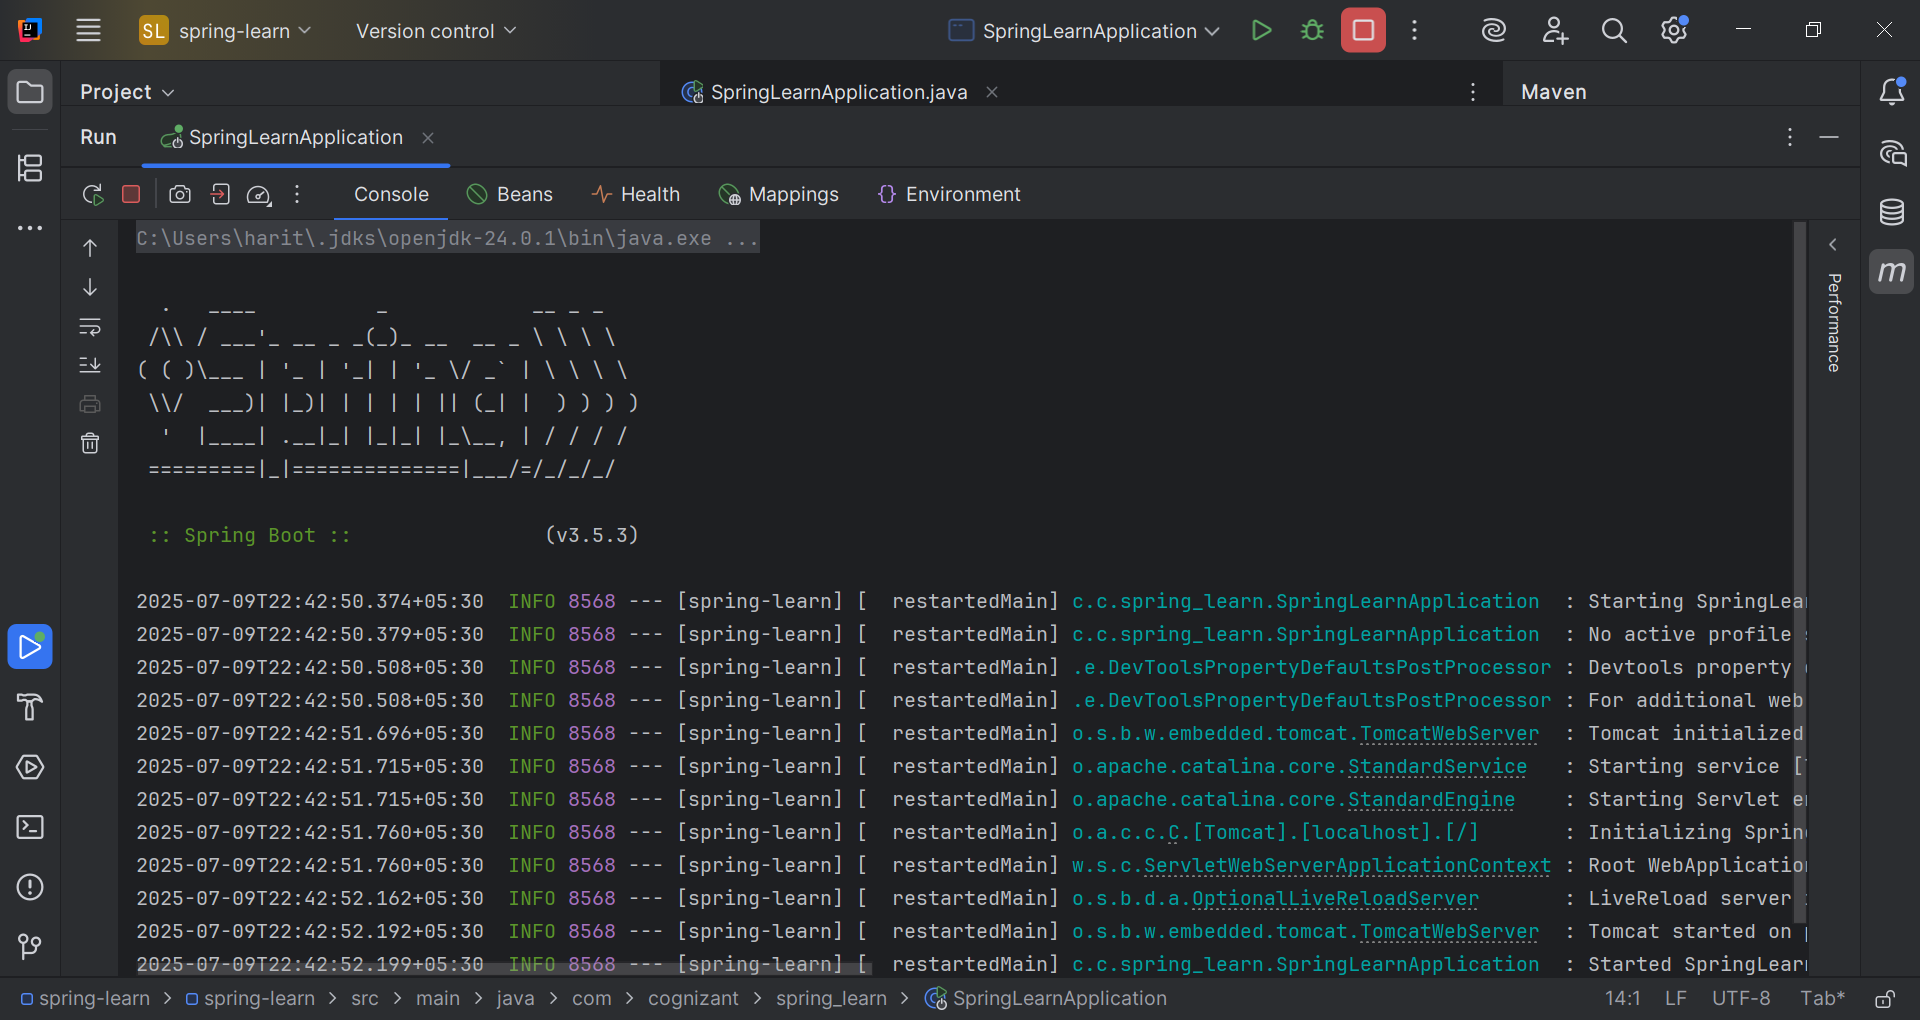 SL spring-learn Version control SpringLearnApplication
Project SpringLearnApplication.java Maven
Run SpringLearnApplication
Console Beans Health Mappings Environment
C:\Users\harit\.jdks\openjdk-24.0.1\bin\java.exe ...
  .   ____          _            __ _ _
 /\\ / ___'_ __ _ _(_)_ __  __ _ \ \ \ \
( ( )\___ | '_ | '_| | '_ \/ _` | \ \ \ \
 \\/  ___)| |_)| | | | | || (_| |  ) ) ) )
  '  |____| .__|_| |_|_| |_\__, | / / / /
 =========|_|==============|___/=/_/_/_/
 :: Spring Boot ::                (v3.5.3)
2025-07-09T22:42:50.374+05:30  INFO 8568 --- [spring-learn] [  restartedMain] c.c.spring_learn.SpringLearnApplication  : Starting SpringLear
2025-07-09T22:42:50.379+05:30  INFO 8568 --- [spring-learn] [  restartedMain] c.c.spring_learn.SpringLearnApplication  : No active profile
2025-07-09T22:42:50.508+05:30  INFO 8568 --- [spring-learn] [  restartedMain] .e.DevToolsPropertyDefaultsPostProcessor : Devtools property
2025-07-09T22:42:50.508+05:30  INFO 8568 --- [spring-learn] [  restartedMain] .e.DevToolsPropertyDefaultsPostProcessor : For additional web
2025-07-09T22:42:51.696+05:30  INFO 8568 --- [spring-learn] [  restartedMain] o.s.b.w.embedded.tomcat.TomcatWebServer  : Tomcat initialized
2025-07-09T22:42:51.715+05:30  INFO 8568 --- [spring-learn] [  restartedMain] o.apache.catalina.core.StandardService   : Starting service [
2025-07-09T22:42:51.715+05:30  INFO 8568 --- [spring-learn] [  restartedMain] o.apache.catalina.core.StandardEngine    : Starting Servlet
2025-07-09T22:42:51.760+05:30  INFO 8568 --- [spring-learn] [  restartedMain] o.a.c.c.C.[Tomcat].[localhost].[/]       : Initializing Sprin
2025-07-09T22:42:51.760+05:30  INFO 8568 --- [spring-learn] [  restartedMain] w.s.c.ServletWebServerApplicationContext : Root WebApplicatio
2025-07-09T22:42:52.162+05:30  INFO 8568 --- [spring-learn] [  restartedMain] o.s.b.d.a.OptionalLiveReloadServer       : LiveReload server
2025-07-09T22:42:52.192+05:30  INFO 8568 --- [spring-learn] [  restartedMain] o.s.b.w.embedded.tomcat.TomcatWebServer  : Tomcat started on
2025-07-09T22:42:52.199+05:30  INFO 8568 --- [spring-learn] [  restartedMain] c.c.spring_learn.SpringLearnApplication  : Started SpringLear
Performance
m
spring-learn > spring-learn > src > main > java > com > cognizant > spring_learn > SpringLearnApplication 14:1 LF UTF-8 Tab*